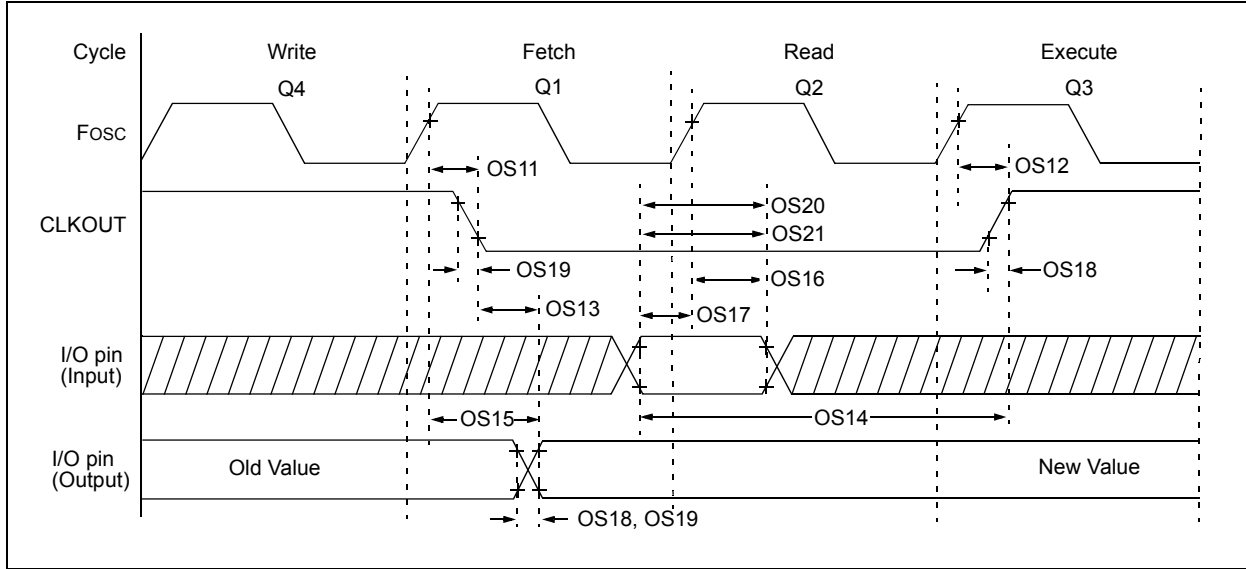 Cycle Write Fetch Read Execute
Q4 Q1 Q2 Q3
FOSC
OS11 OS12
OS20
CLKOUT
OS21
OS19 OS16 OS18
OS13 OS17
I/O pin
(Input)
OS15 OS14
I/O pin
(Output)
Old Value New Value
OS18, OS19